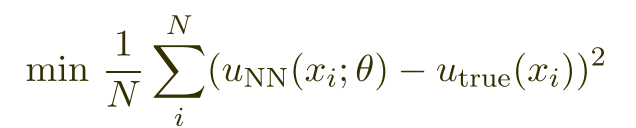 min 1/N ∑_i^N (u_NN(x_i; θ) − u_true(x_i))²